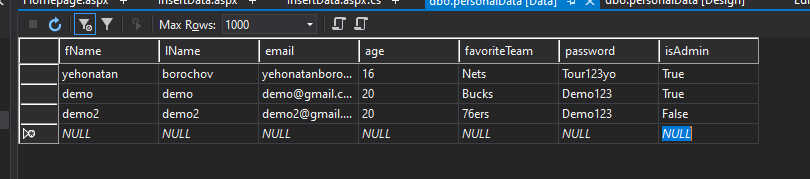 Homepage.aspx insertData.aspx insertData.aspx.cs dbo.personalData [Data] dbo.personalData [Design]
Max Rows: 1000
fName lName email age favoriteTeam password isAdmin
yehonatan borochov yehonatanboro... 16 Nets Tour123yo True
demo demo demo@gmail.c... 20 Bucks Demo123 True
demo2 demo2 demo2@gmail.... 20 76ers Demo123 False
NULL NULL NULL NULL NULL NULL NULL